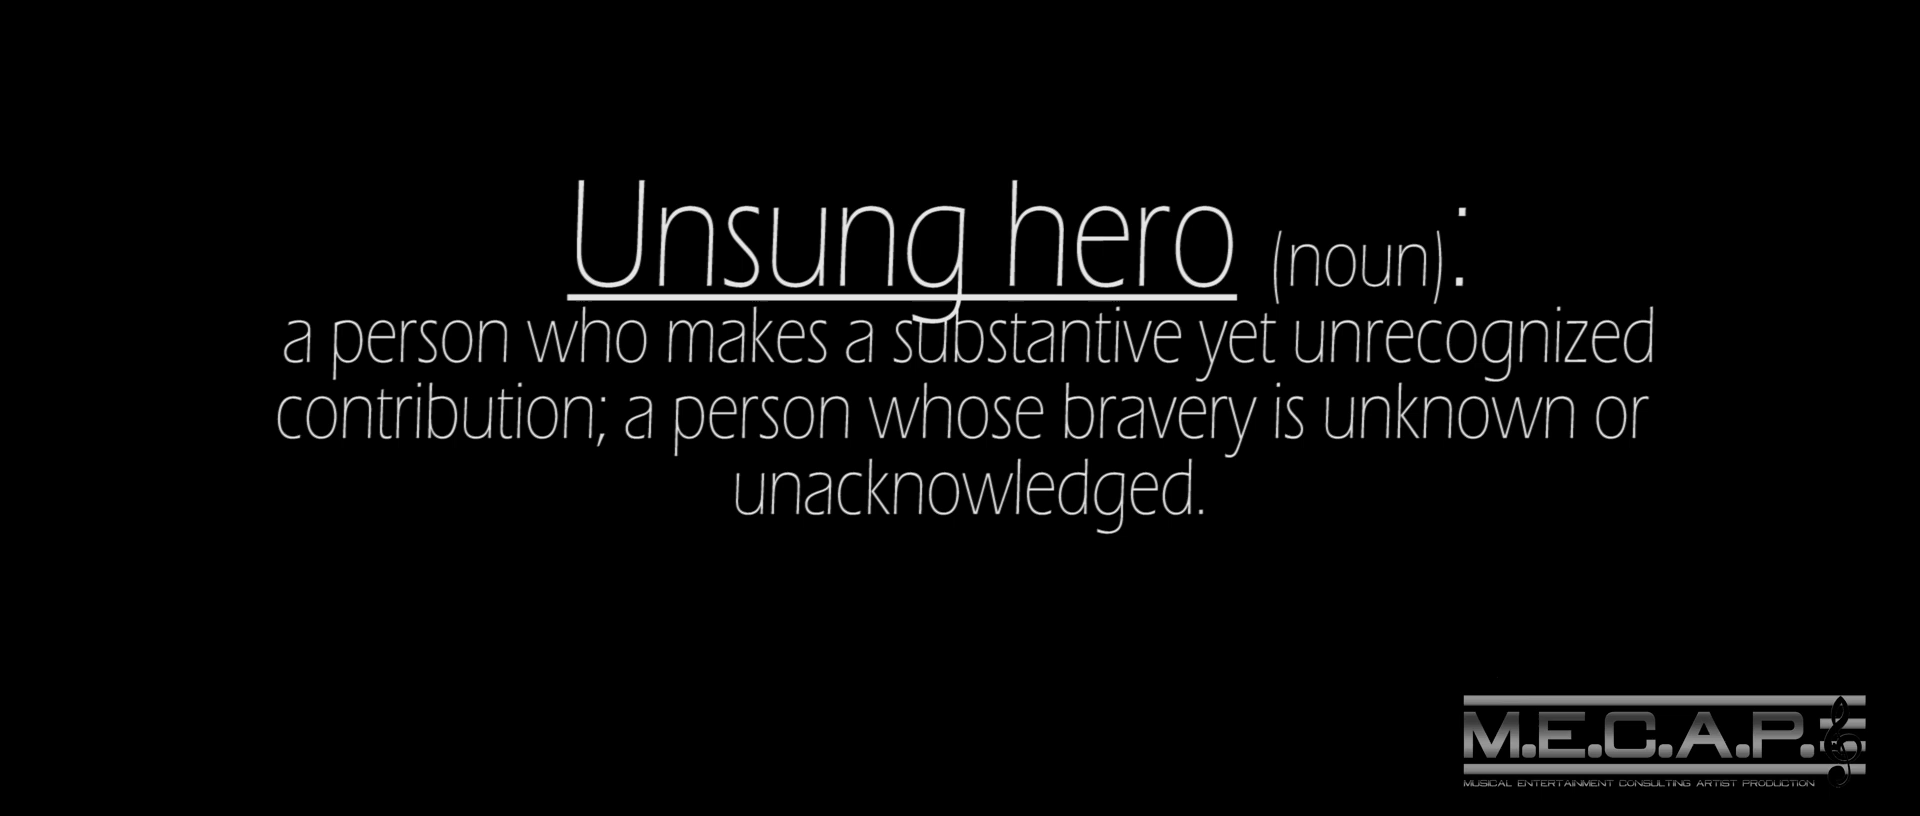 Unsung hero (noun):
a person who makes a substantive yet unrecognized
contribution; a person whose bravery is unknown or
unacknowledged.
M.E.C.A.P.
MUSICAL ENTERTAINMENT CONSULTING ARTIST PRODUCTION